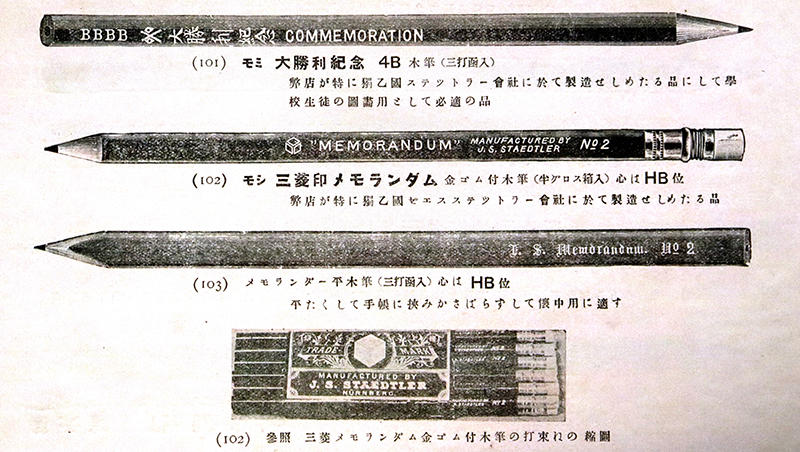 BBBB 大勝利紀念 COMMEMORATION
(101) モミ 大勝利紀念 4B 木筆(三打函入)
弊店が特に獨乙國ステツトラー會社に於て製造せしめたる品にして學
校生徒の圖畵用として必適の品
"MEMORANDUM" MANUFACTURED BY J. S. STAEDTLER No 2
(102) モシ 三菱印メモランダム 金ゴム付木筆(半グロス箱入)心は HB 位
弊店が特に獨乙國ゼエスステツトラー會社に於て製造せしめたる品
I. S. Memorandum. No 2
(103) メモランダー平木筆(三打函入)心は HB 位
平たくして手帳に挾みかさばらずして懷中用に適す
TRADE MARK
MANUFACTURED BY
J. S. STAEDTLER
NÜRNBERG.
No 2
(102) 參照 三菱メモランダム金ゴム付木筆の打束れの縮圖